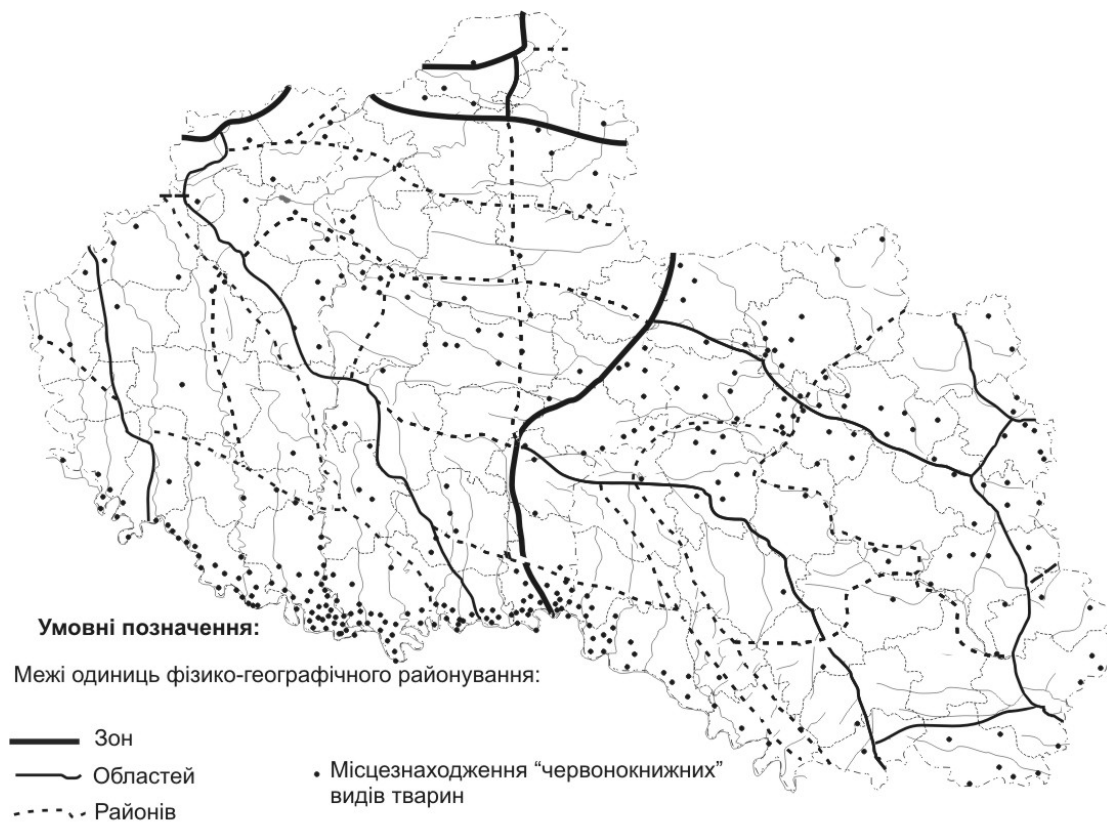 Умовні позначення:
Межі одиниць фізико-географічного районування:
Зон
Областей
Районів
Місцезнаходження “червонокнижних”
видів тварин